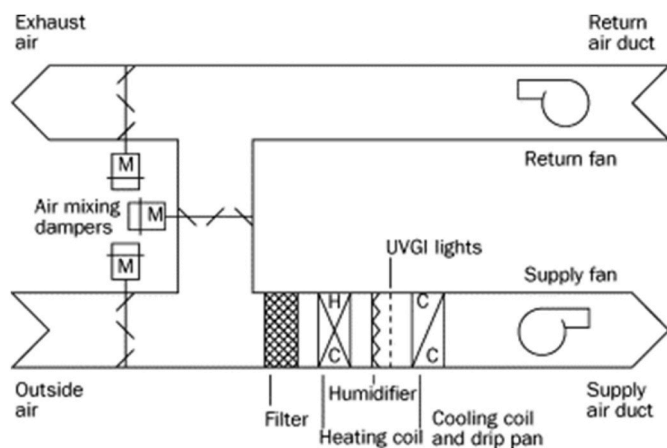 Exhaust
air
Return
air duct
M
Return fan
Air mixing
dampers
M
M
UVGI lights
Supply fan
H
C
C
C
Outside
air
Filter
Humidifier
Heating coil
Cooling coil
and drip pan
Supply
air duct